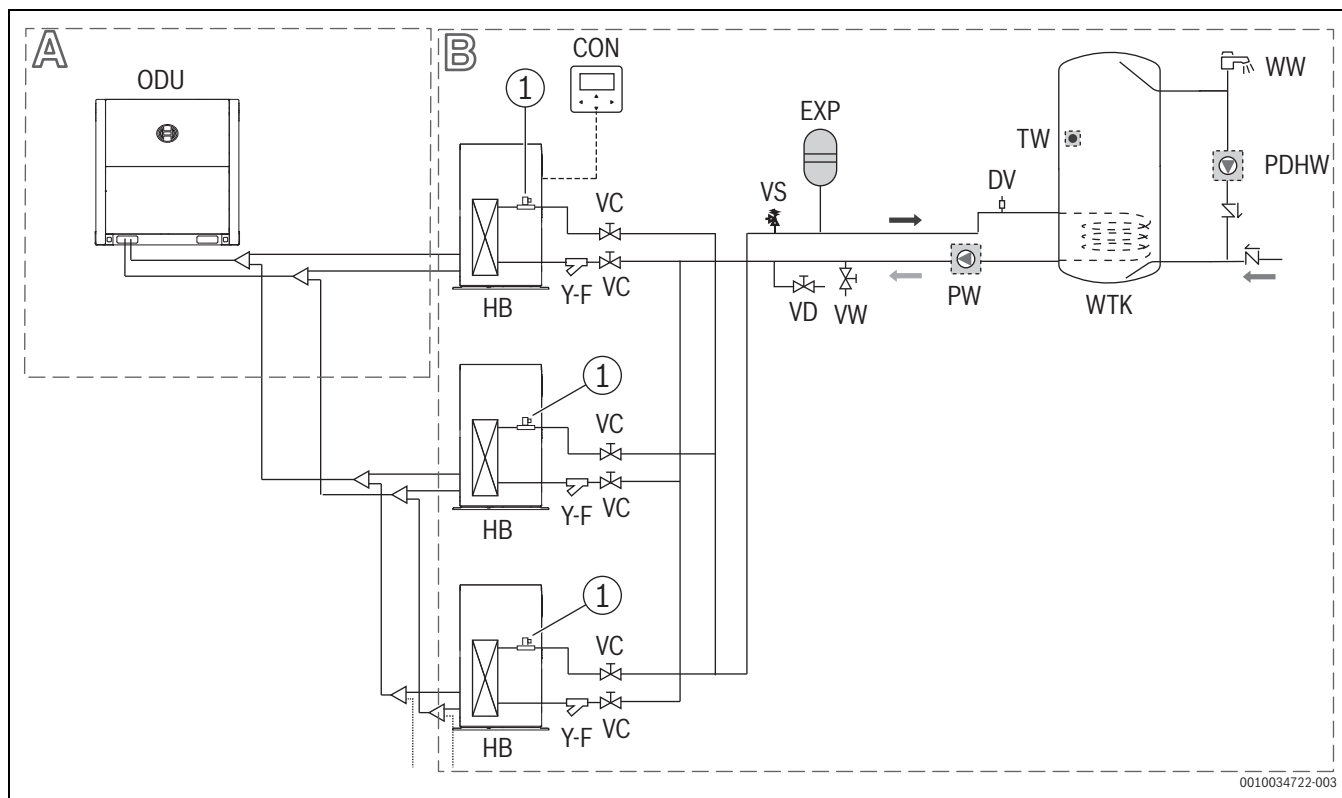 A
B
ODU
CON
1
EXP
WW
TW
PDHW
VS
DV
VC
Y-F
VC
HB
VD
VW
PW
WTK
1
VC
Y-F
VC
HB
1
VC
Y-F
VC
HB
0010034722-003